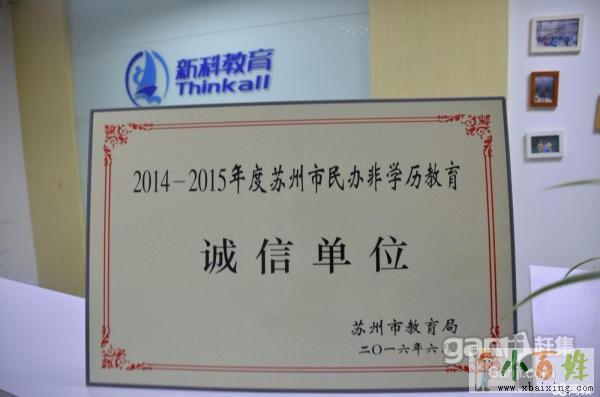 新科教育
Thinkall
2014-2015年度苏州市民办非学历教育
诚信单位
苏州市教育局
二〇一六年六月
赶集
小百姓
www.xbaixing.com